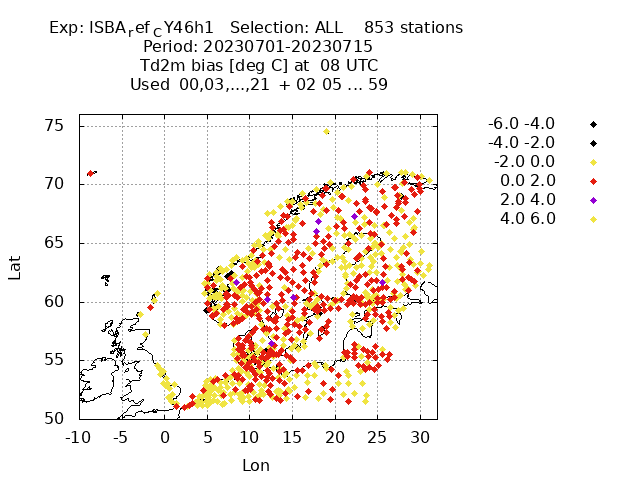 Exp: ISBA_ref_CY46h1   Selection: ALL    853 stations
Period: 20230701-20230715
Td2m bias [deg C] at  08 UTC
Used  00,03,...,21  + 02 05 ... 59
-6.0 -4.0
-4.0 -2.0
-2.0 0.0
0.0 2.0
2.0 4.0
4.0 6.0
75
70
65
60
55
50
Lat
-10 -5 0 5 10 15 20 25 30
Lon